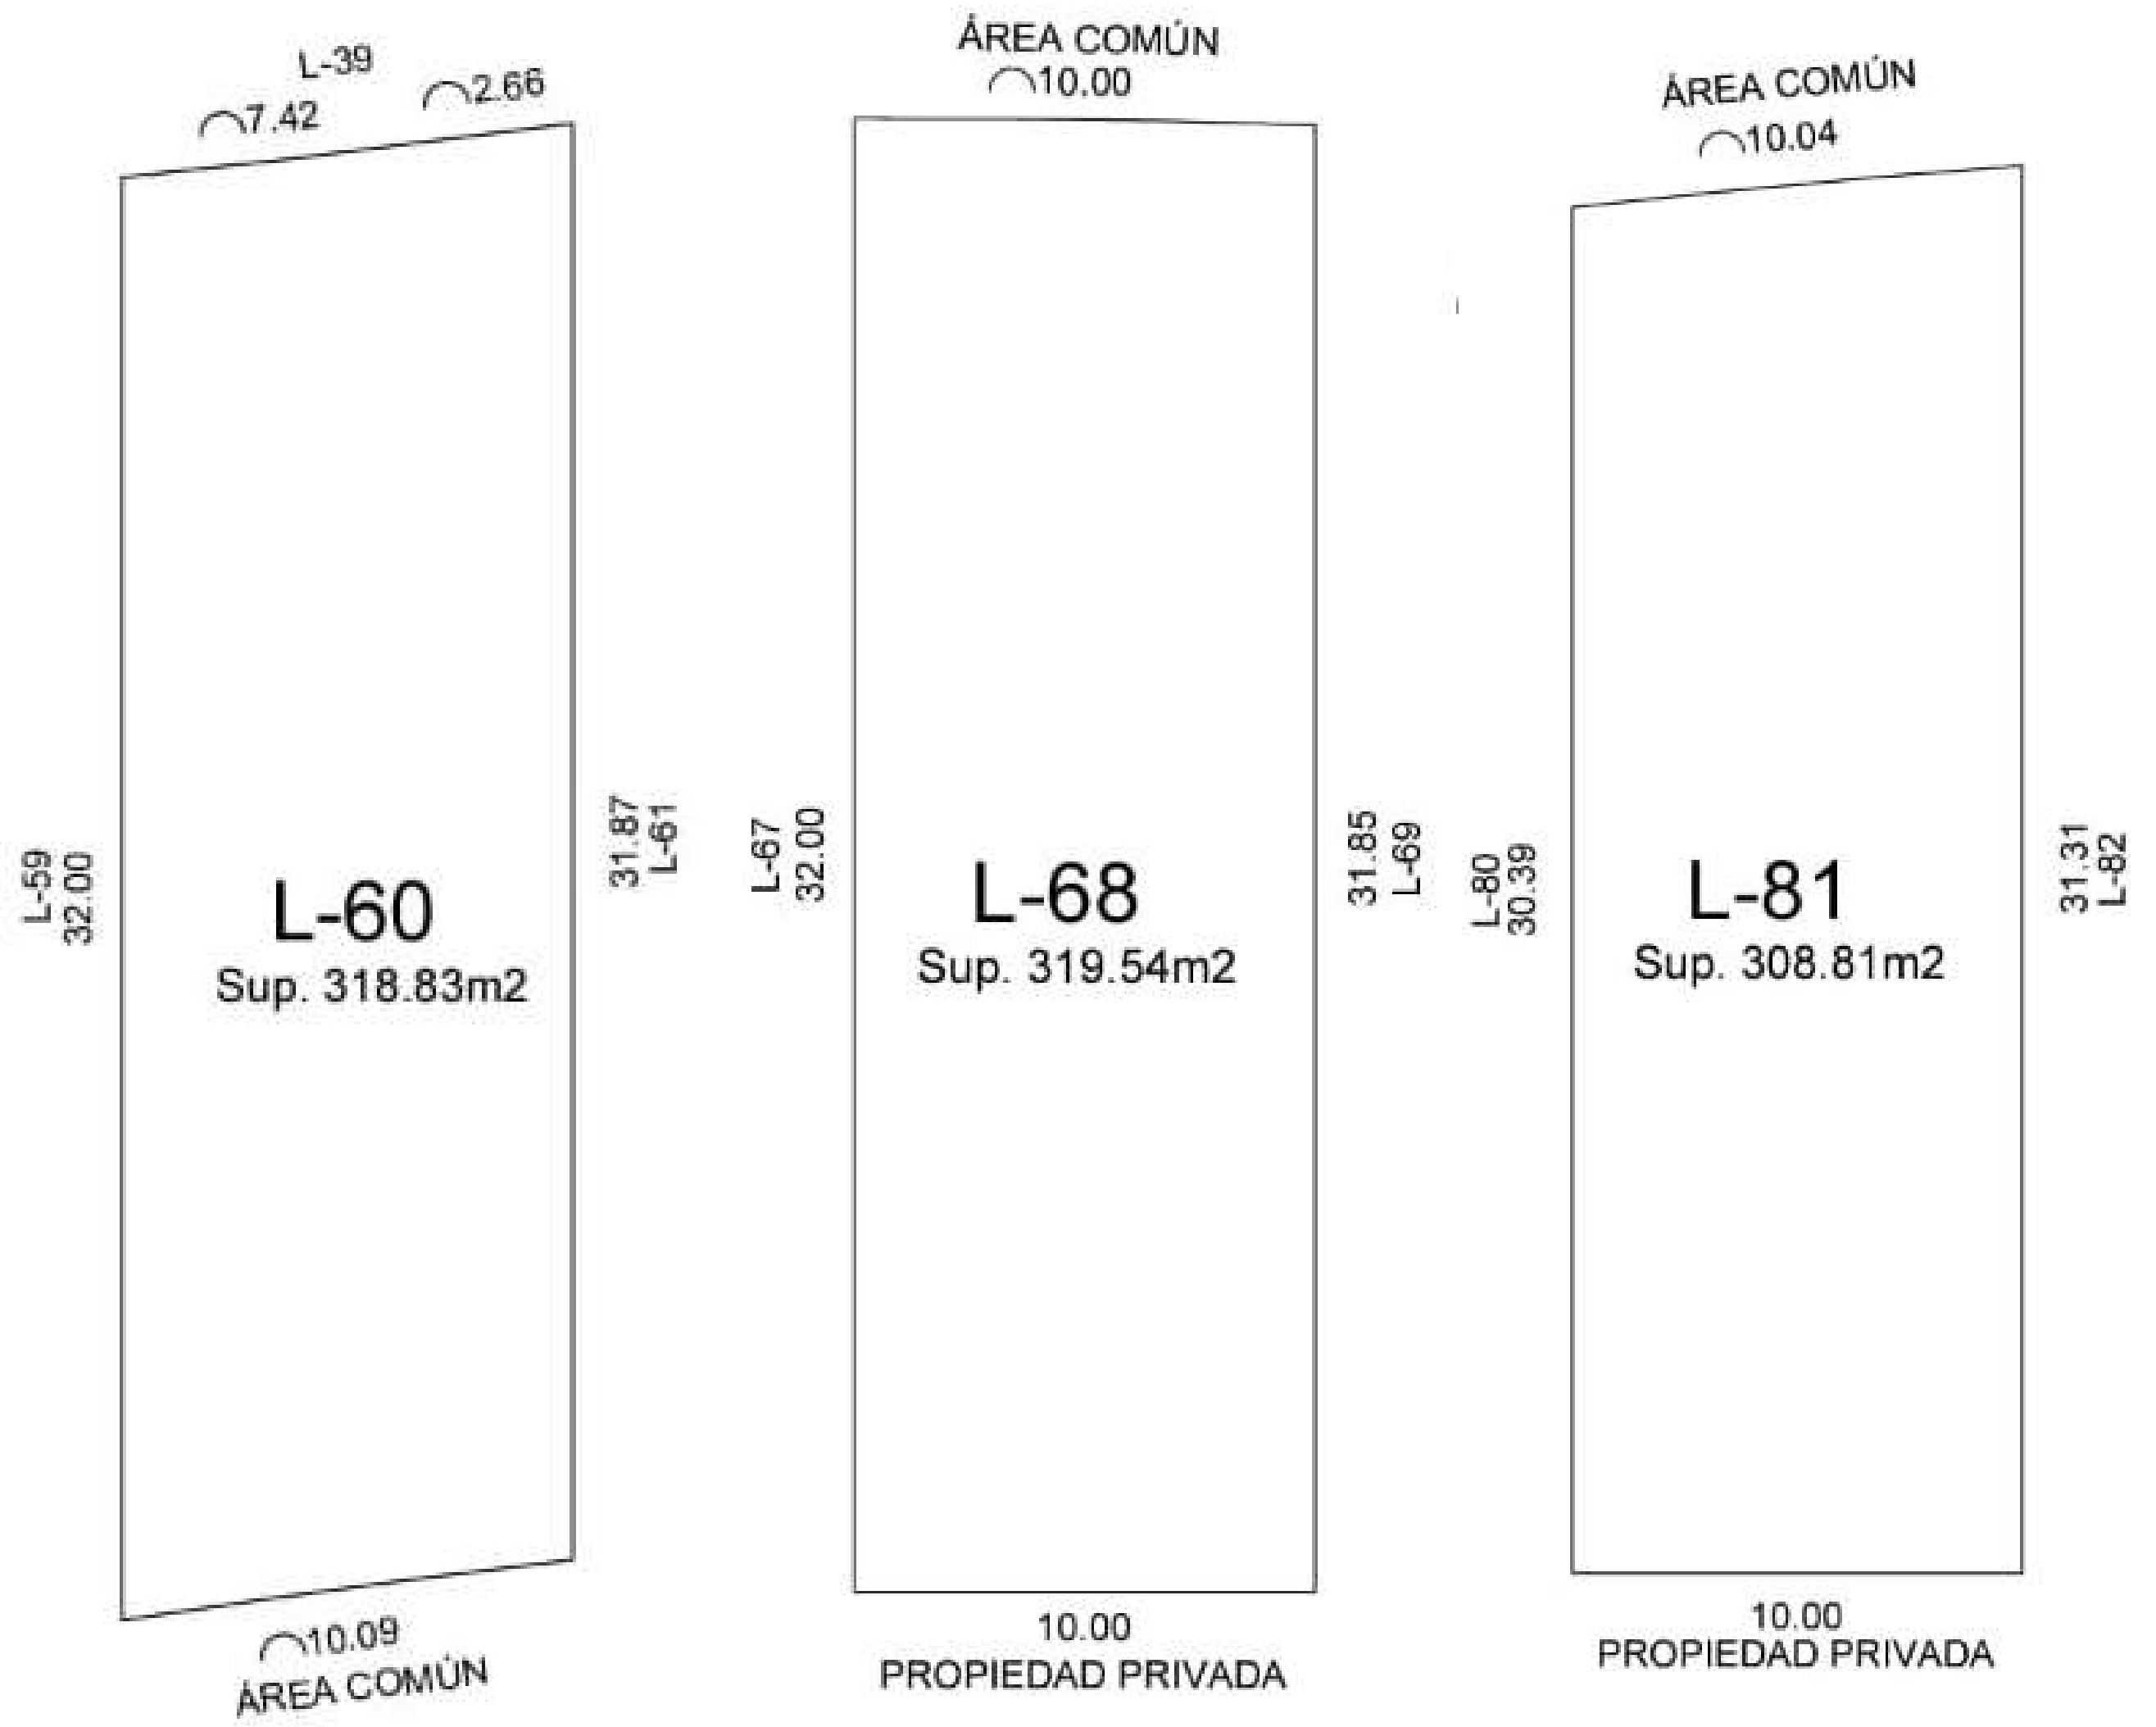 L-39
⌒7.42
⌒2.66
L-59
32.00
L-60
Sup. 318.83m2
31.87
L-61
⌒10.09
ÁREA COMÚN
ÁREA COMÚN
⌒10.00
L-67
32.00
L-68
Sup. 319.54m2
31.85
L-69
10.00
PROPIEDAD PRIVADA
ÁREA COMÚN
⌒10.04
L-80
30.39
L-81
Sup. 308.81m2
31.31
L-82
10.00
PROPIEDAD PRIVADA